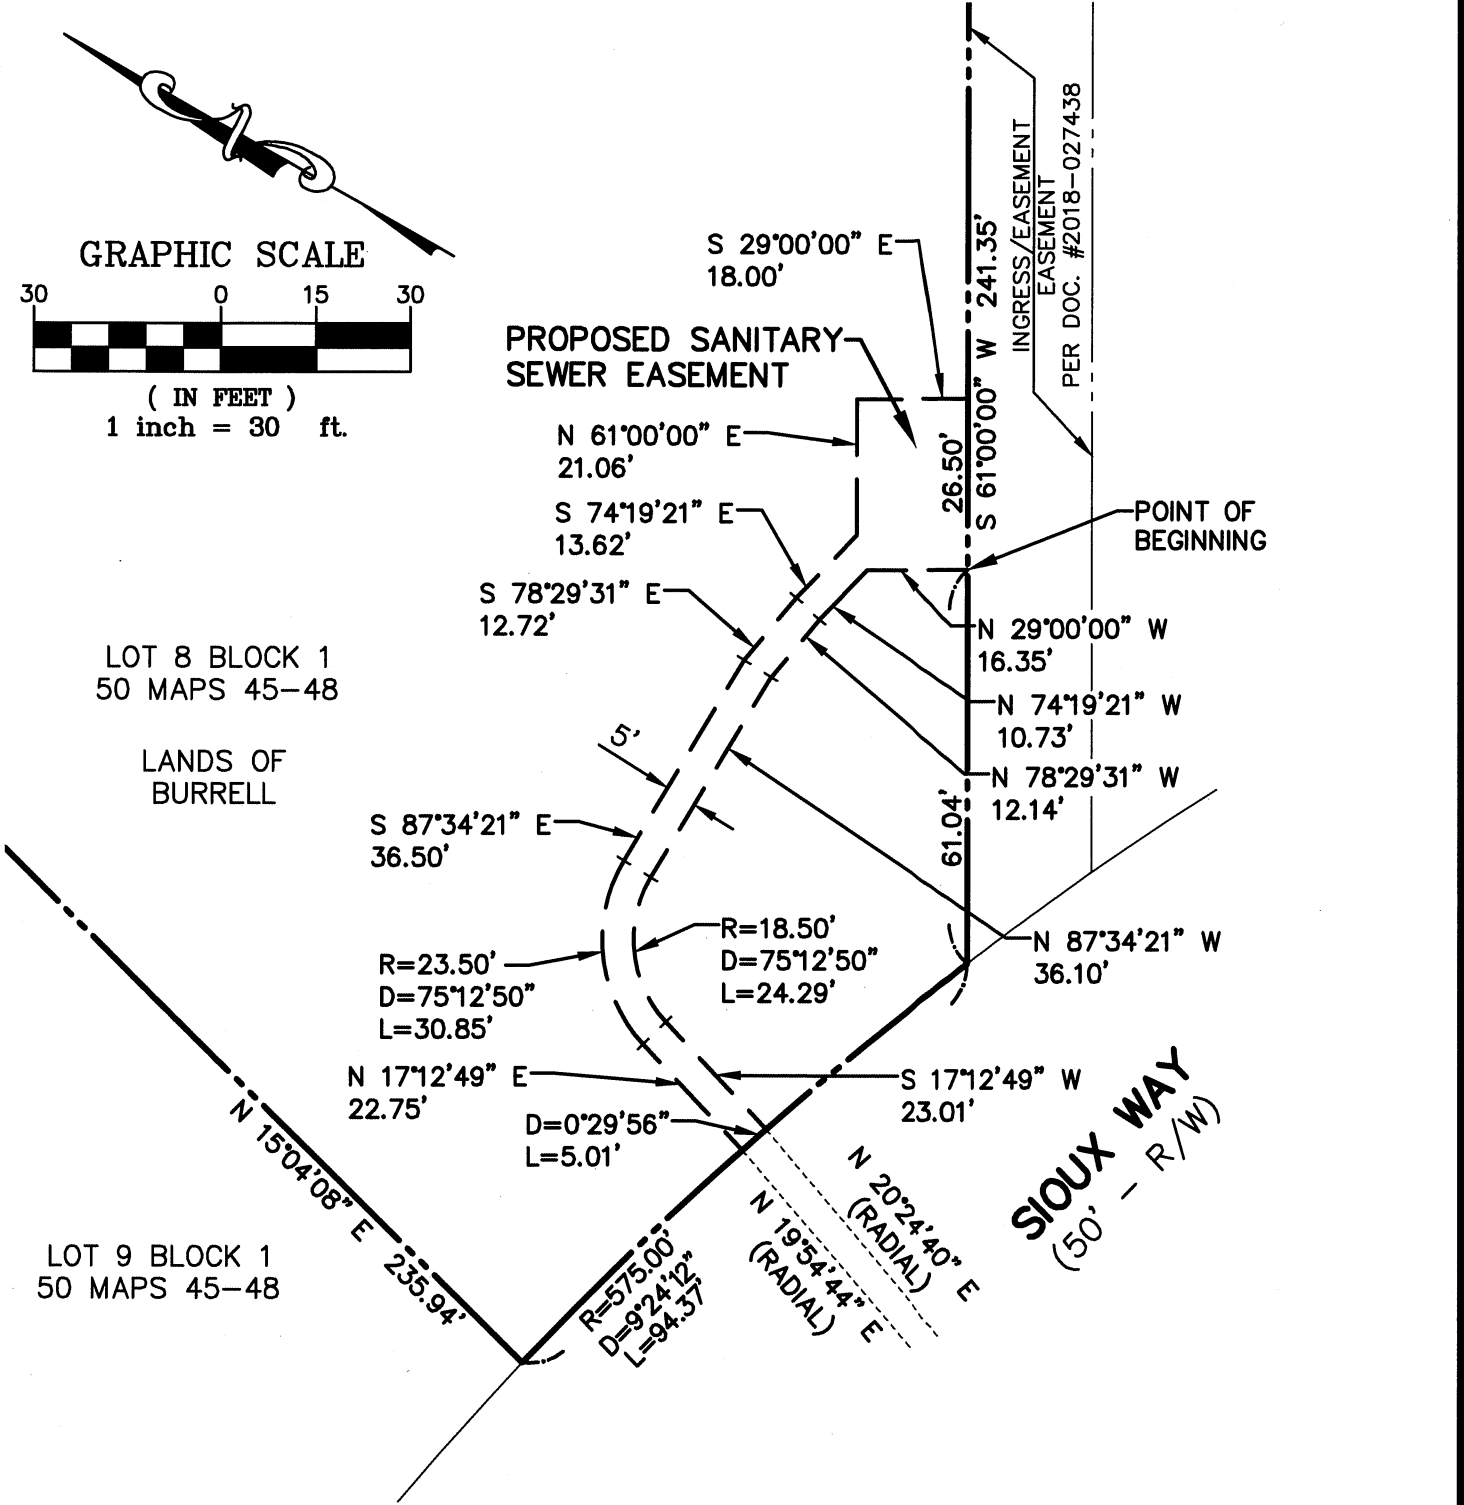 GRAPHIC SCALE
30 0 15 30
( IN FEET )
1 inch = 30 ft.
S 29°00'00" E
18.00'
PROPOSED SANITARY
SEWER EASEMENT
N 61°00'00" E
21.06'
S 74°19'21" E
13.62'
S 78°29'31" E
12.72'
INGRESS/EASEMENT
EASEMENT
PER DOC. #2018-027438
S 61°00'00" W 241.35'
26.50'
POINT OF
BEGINNING
N 29°00'00" W
16.35'
N 74°19'21" W
10.73'
N 78°29'31" W
12.14'
61.04'
LOT 8 BLOCK 1
50 MAPS 45-48
LANDS OF
BURRELL
5'
S 87°34'21" E
36.50'
N 87°34'21" W
36.10'
R=18.50'
D=75°12'50"
L=24.29'
R=23.50'
D=75°12'50"
L=30.85'
N 17°12'49" E
22.75'
S 17°12'49" W
23.01'
D=0°29'56"
L=5.01'
N 15°04'08" E 235.94'
LOT 9 BLOCK 1
50 MAPS 45-48
R=575.00'
D=9°24'12"
L=94.37'
N 19°54'44" E
(RADIAL)
N 20°24'40" E
(RADIAL)
SIOUX WAY
(50' - R/W)